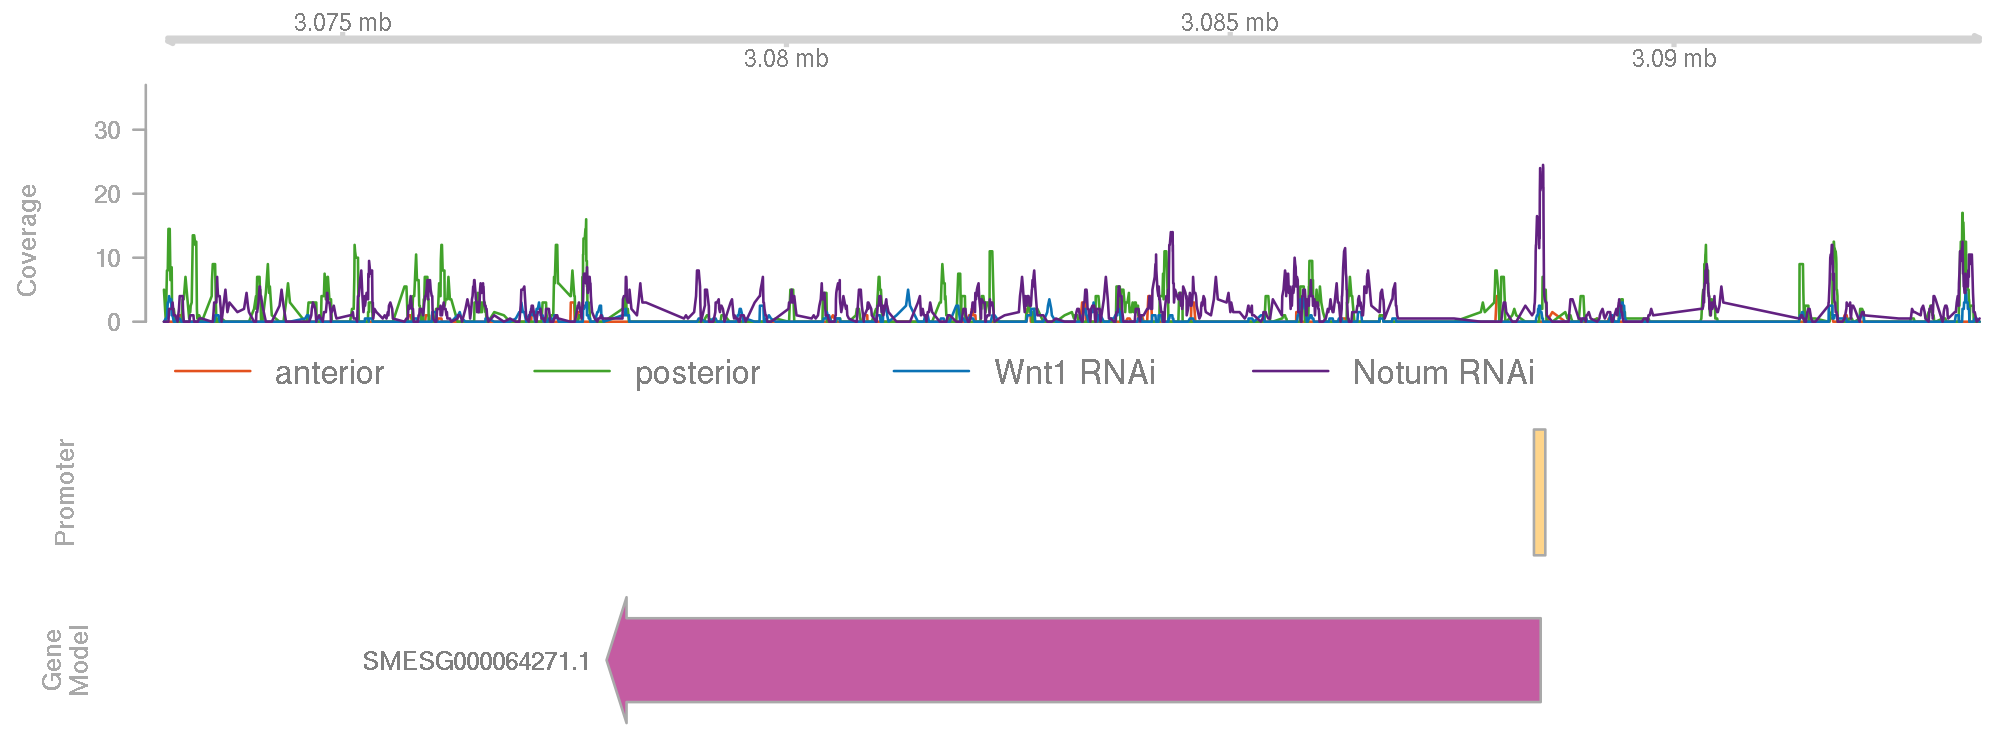 3.075 mb
3.085 mb
3.08 mb
3.09 mb
Coverage
30
20
10
0
anterior
posterior
Wnt1 RNAi
Notum RNAi
Promoter
Gene
Model
SMESG000064271.1